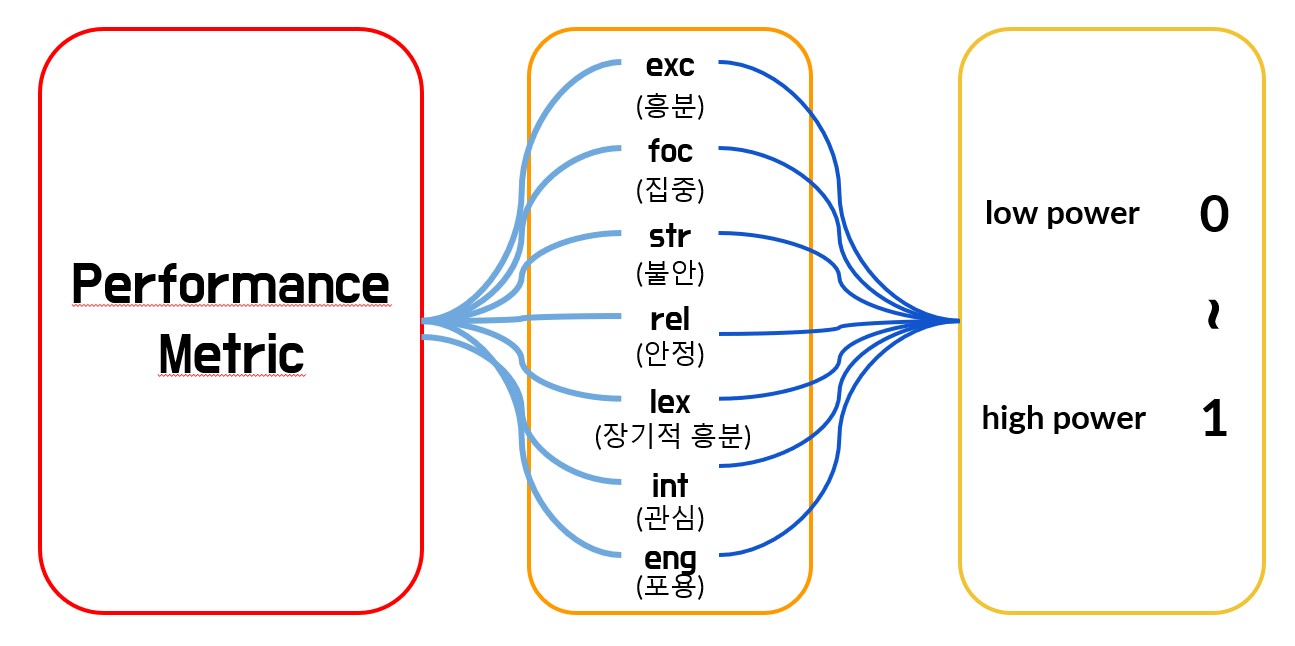 Performance
Metric
exc
(흥분)
foc
(집중)
str
(불안)
rel
(안정)
lex
(장기적 흥분)
int
(관심)
eng
(포용)
low power 0
~
high power 1